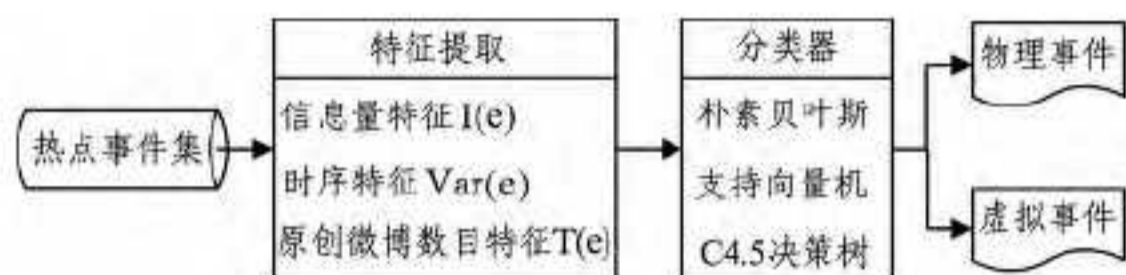 热点事件集
特征提取
信息量特征I(e)
时序特征Var(e)
原创微博数目特征T(e)
分类器
朴素贝叶斯
支持向量机
C4.5决策树
物理事件
虚拟事件